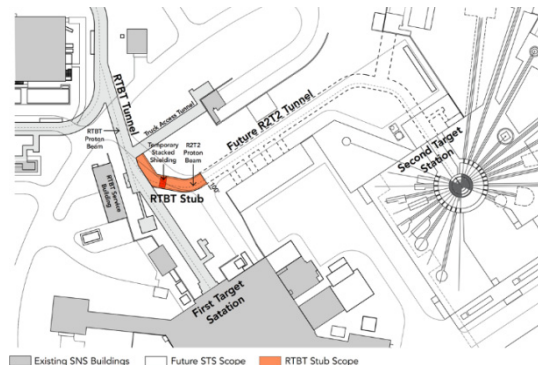 RTBT Tunnel
Truck Access Tunnel
Future R2T2 Tunnel
RTBT
Proton
Beam
Temporary
Stacked
Shielding
R2T2
Proton
Beam
RTBT Stub
RTBT Service
Building
Second Target
Station
First Target
Satation
Existing SNS Buildings
Future STS Scope
RTBT Stub Scope